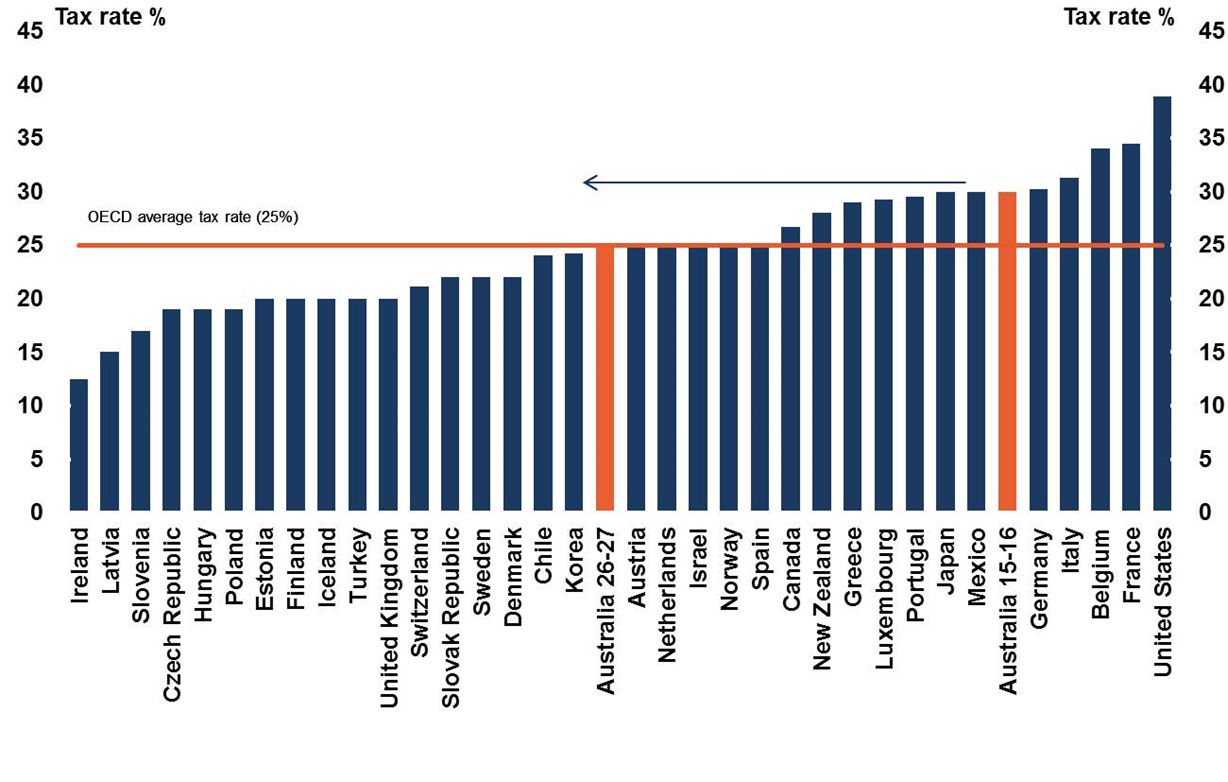 Tax rate %
Tax rate %
45
45
40
40
35
35
30
30
OECD average tax rate (25%)
25
25
20
20
15
15
10
10
5
5
0
0
Ireland
Latvia
Slovenia
Czech Republic
Hungary
Poland
Estonia
Finland
Iceland
Turkey
United Kingdom
Switzerland
Slovak Republic
Sweden
Denmark
Chile
Korea
Australia 26-27
Austria
Netherlands
Israel
Norway
Spain
Canada
New Zealand
Greece
Luxembourg
Portugal
Japan
Mexico
Australia 15-16
Germany
Italy
Belgium
France
United States